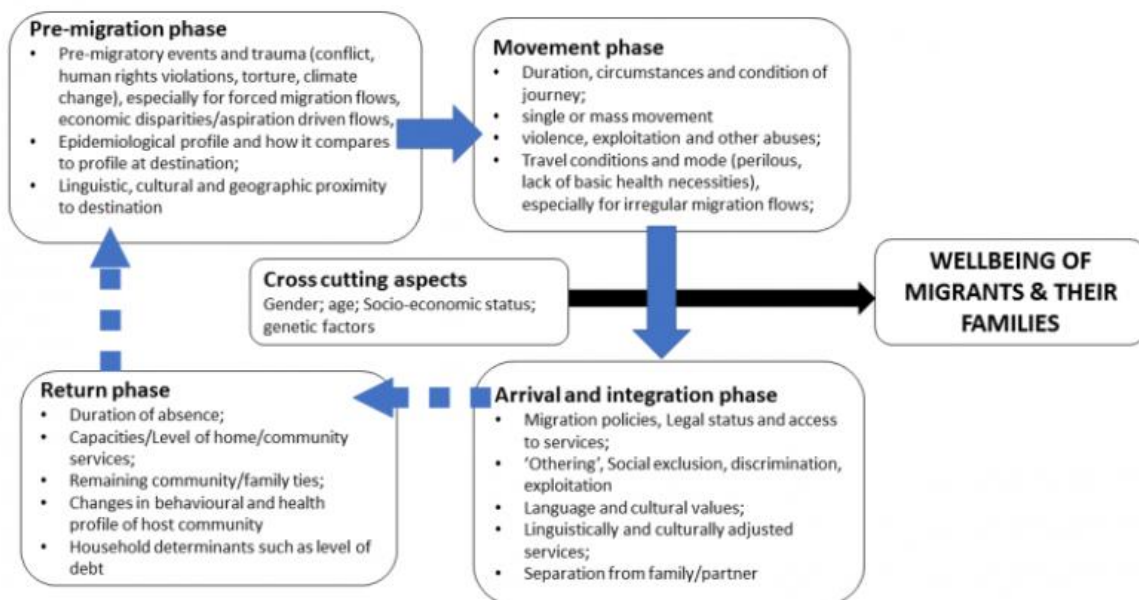 Pre-migration phase
• Pre-migratory events and trauma (conflict,
human rights violations, torture, climate
change), especially for forced migration flows,
economic disparities/aspiration driven flows,
• Epidemiological profile and how it compares
to profile at destination;
• Linguistic, cultural and geographic proximity
to destination
Movement phase
• Duration, circumstances and condition of
journey;
• single or mass movement
• violence, exploitation and other abuses;
• Travel conditions and mode (perilous,
lack of basic health necessities),
especially for irregular migration flows;
Cross cutting aspects
Gender; age; Socio-economic status;
genetic factors
WELLBEING OF
MIGRANTS & THEIR
FAMILIES
Return phase
• Duration of absence;
• Capacities/Level of home/community
services;
• Remaining community/family ties;
• Changes in behavioural and health
profile of host community
• Household determinants such as level of
debt
Arrival and integration phase
• Migration policies, Legal status and access
to services;
• ‘Othering’, Social exclusion, discrimination,
exploitation
• Language and cultural values;
• Linguistically and culturally adjusted
services;
• Separation from family/partner